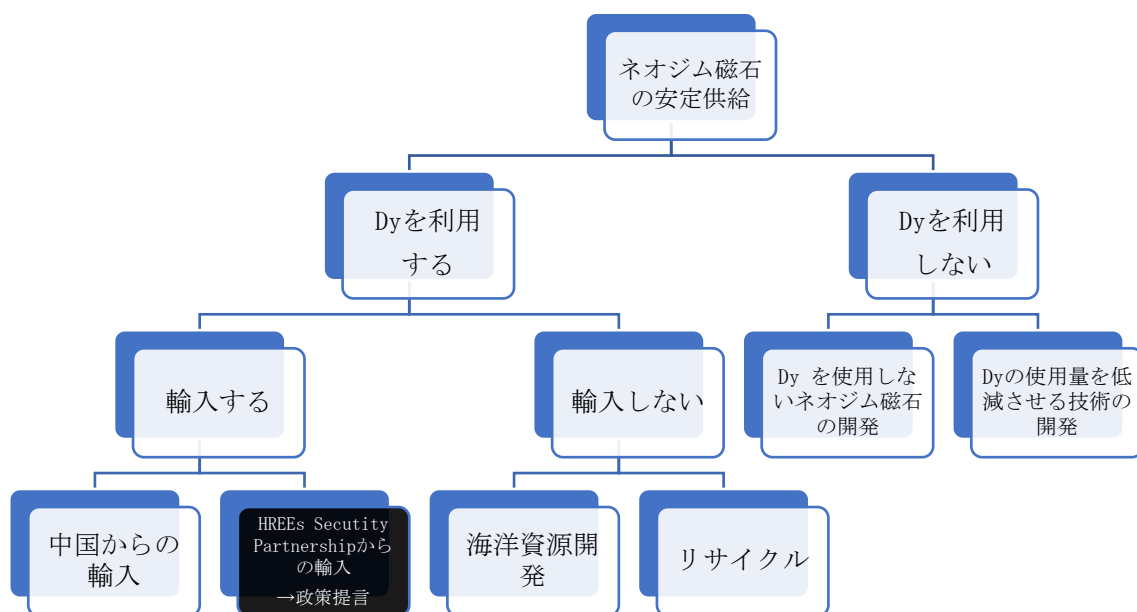 ネオジム磁石
の安定供給
Dyを利用
する
Dyを利用
しない
輸入する
輸入しない
Dy を使用しな
いネオジム磁石
の開発
Dyの使用量を低
減させる技術の
開発
中国からの
輸入
HREEs Secutity
Partnershipから
の輸入
→政策提言
海洋資源開
発
リサイクル